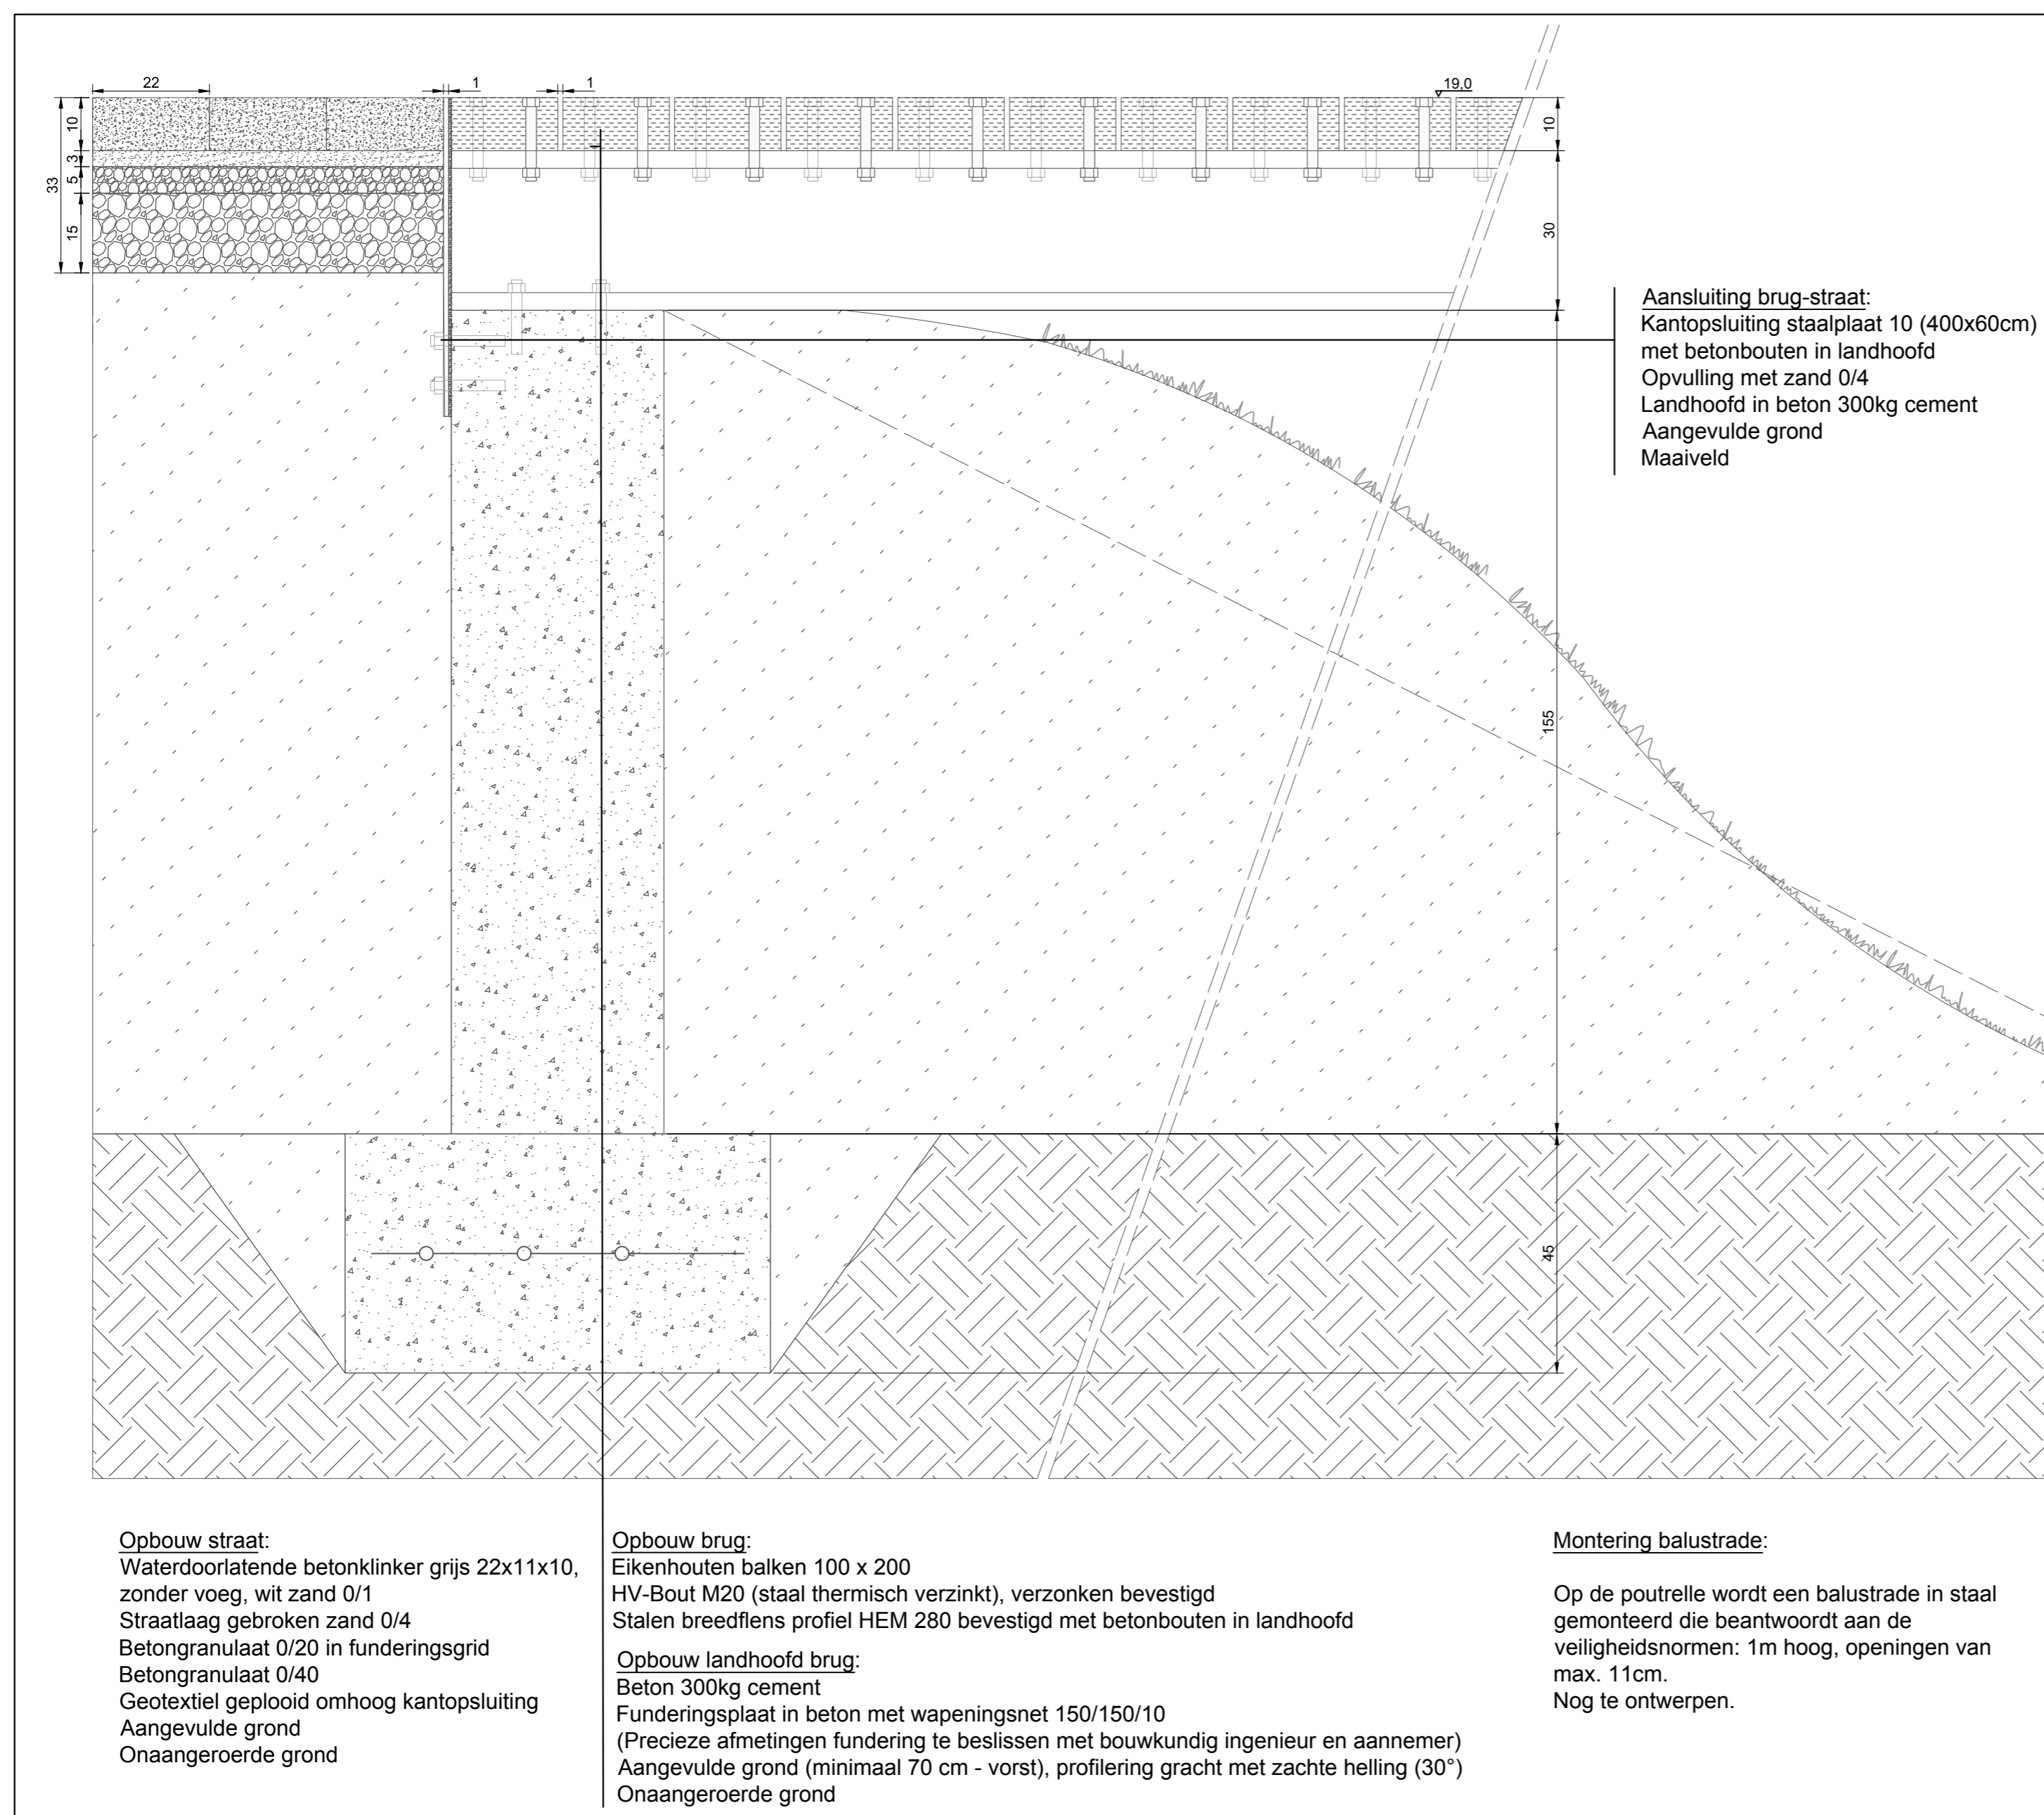 22
1
1
19,0
10
3
5
15
33
10
30
155
45
Aansluiting brug-straat:
Kantopsluiting staalplaat 10 (400x60cm)
met betonbouten in landhoofd
Opvulling met zand 0/4
Landhoofd in beton 300kg cement
Aangevulde grond
Maaiveld
Opbouw straat:
Waterdoorlatende betonklinker grijs 22x11x10,
zonder voeg, wit zand 0/1
Straatlaag gebroken zand 0/4
Betongranulaat 0/20 in funderingsgrid
Betongranulaat 0/40
Geotextiel geplooid omhoog kantopsluiting
Aangevulde grond
Onaangeroerde grond
Opbouw brug:
Eikenhouten balken 100 x 200
HV-Bout M20 (staal thermisch verzinkt), verzonken bevestigd
Stalen breedflens profiel HEM 280 bevestigd met betonbouten in landhoofd
Opbouw landhoofd brug:
Beton 300kg cement
Funderingsplaat in beton met wapeningsnet 150/150/10
(Precieze afmetingen fundering te beslissen met bouwkundig ingenieur en aannemer)
Aangevulde grond (minimaal 70 cm - vorst), profilering gracht met zachte helling (30°)
Onaangeroerde grond
Montering balustrade:
Op de poutrelle wordt een balustrade in staal
gemonteerd die beantwoordt aan de
veiligheidsnormen: 1m hoog, openingen van
max. 11cm.
Nog te ontwerpen.